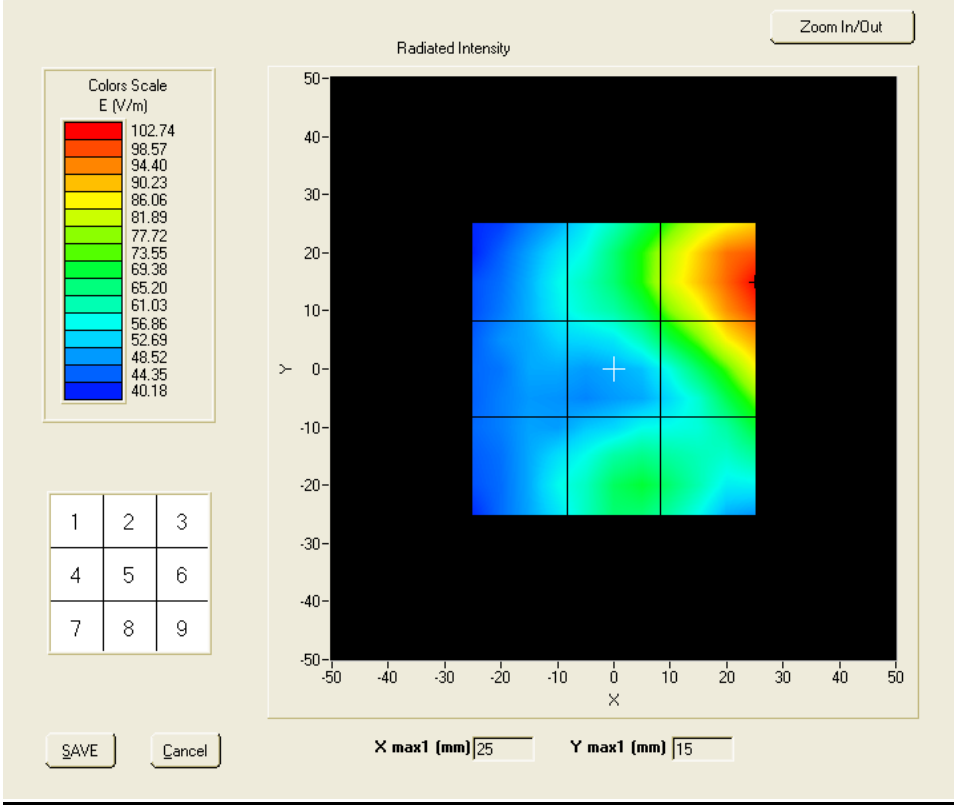 Zoom In/Out
Radiated Intensity
Colors Scale
E (V/m)
102.74
98.57
94.40
90.23
86.06
81.89
77.72
73.55
69.38
65.20
61.03
56.86
52.69
48.52
44.35
40.18
50
40
30
20
10
0
-10
-20
-30
-40
-50
Y
-50 -40 -30 -20 -10 0 10 20 30 40 50
X
1 2 3
4 5 6
7 8 9
SAVE Cancel
X max1 (mm) 25 Y max1 (mm) 15